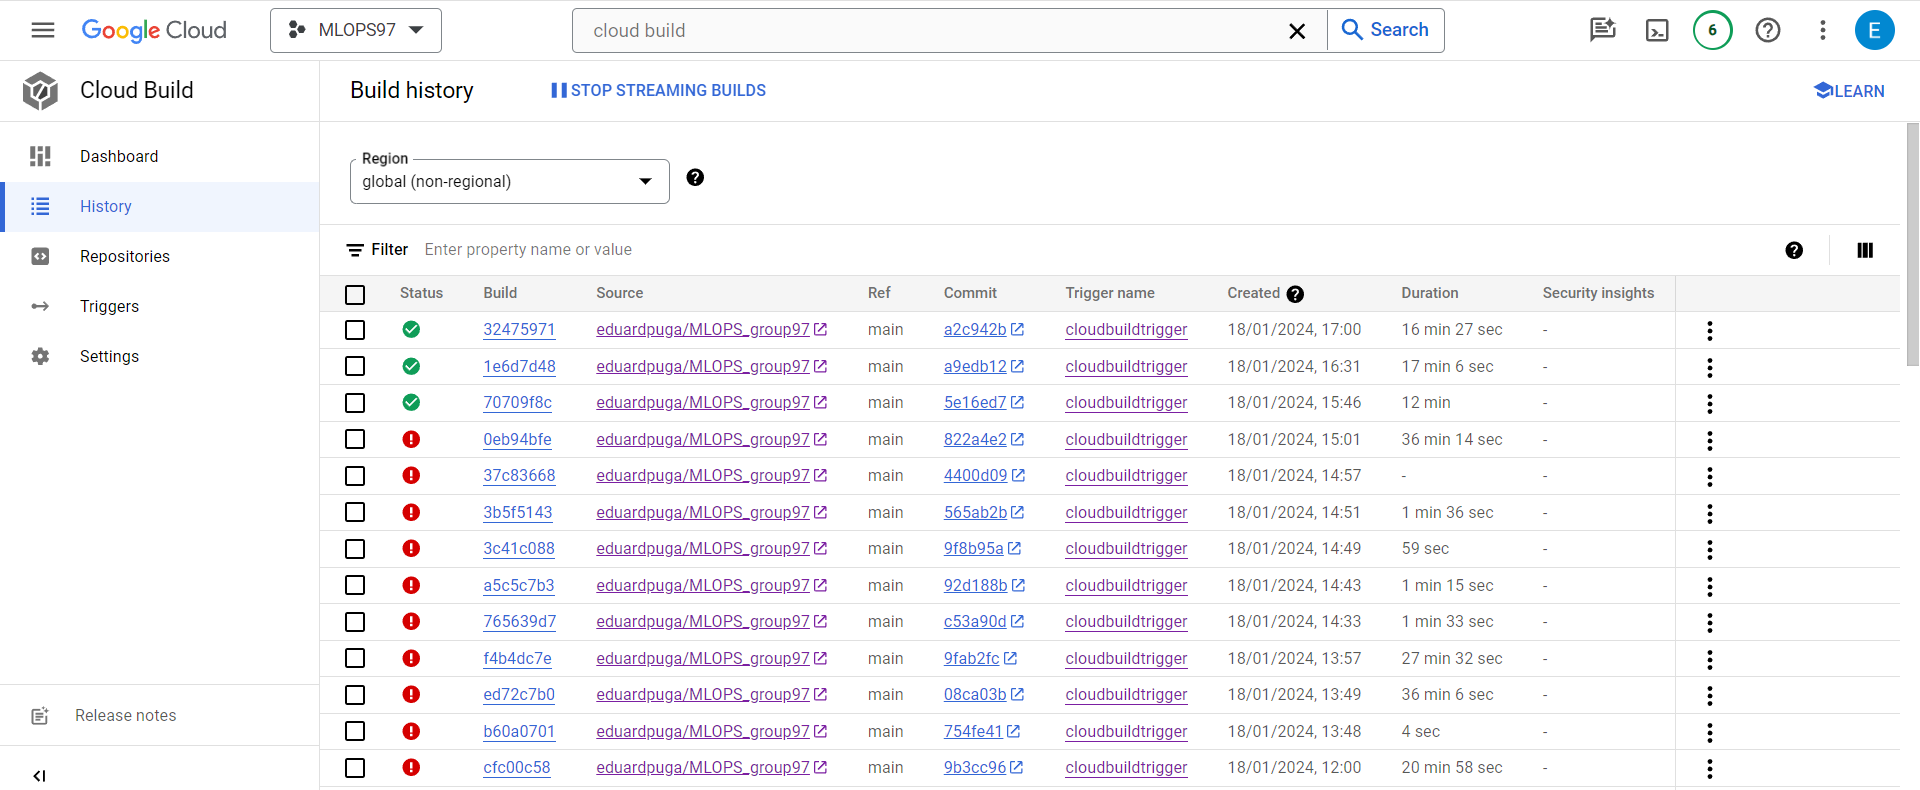 Google Cloud MLOPS97 cloud build Search 6 E
Cloud Build Build history STOP STREAMING BUILDS LEARN
Dashboard
History
Repositories
Triggers
Settings
Release notes
Region
global (non-regional)
Filter Enter property name or value
Status Build Source Ref Commit Trigger name Created Duration Security insights
32475971 eduardpuga/MLOPS_group97 main a2c942b cloudbuildtrigger 18/01/2024, 17:00 16 min 27 sec -
1e6d7d48 eduardpuga/MLOPS_group97 main a9edb12 cloudbuildtrigger 18/01/2024, 16:31 17 min 6 sec -
70709f8c eduardpuga/MLOPS_group97 main 5e16ed7 cloudbuildtrigger 18/01/2024, 15:46 12 min -
0eb94bfe eduardpuga/MLOPS_group97 main 822a4e2 cloudbuildtrigger 18/01/2024, 15:01 36 min 14 sec -
37c83668 eduardpuga/MLOPS_group97 main 4400d09 cloudbuildtrigger 18/01/2024, 14:57 - -
3b5f5143 eduardpuga/MLOPS_group97 main 565ab2b cloudbuildtrigger 18/01/2024, 14:51 1 min 36 sec -
3c41c088 eduardpuga/MLOPS_group97 main 9f8b95a cloudbuildtrigger 18/01/2024, 14:49 59 sec -
a5c5c7b3 eduardpuga/MLOPS_group97 main 92d188b cloudbuildtrigger 18/01/2024, 14:43 1 min 15 sec -
765639d7 eduardpuga/MLOPS_group97 main c53a90d cloudbuildtrigger 18/01/2024, 14:33 1 min 33 sec -
f4b4dc7e eduardpuga/MLOPS_group97 main 9fab2fc cloudbuildtrigger 18/01/2024, 13:57 27 min 32 sec -
ed72c7b0 eduardpuga/MLOPS_group97 main 08ca03b cloudbuildtrigger 18/01/2024, 13:49 36 min 6 sec -
b60a0701 eduardpuga/MLOPS_group97 main 754fe41 cloudbuildtrigger 18/01/2024, 13:48 4 sec -
cfc00c58 eduardpuga/MLOPS_group97 main 9b3cc96 cloudbuildtrigger 18/01/2024, 12:00 20 min 58 sec -